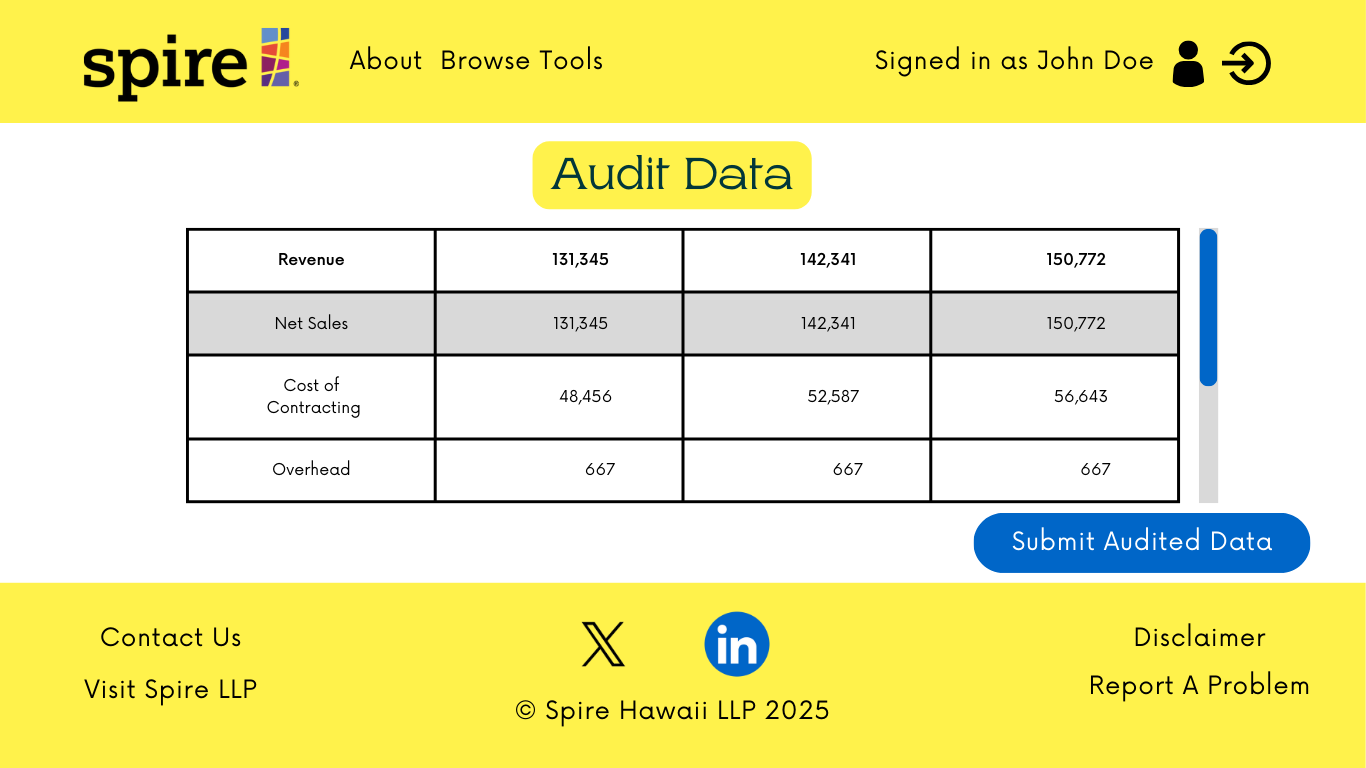 spire
About Browse Tools
Signed in as John Doe
Audit Data
Revenue 131,345 142,341 150,772
Net Sales 131,345 142,341 150,772
Cost of
Contracting 48,456 52,587 56,643
Overhead 667 667 667
Submit Audited Data
Contact Us
Visit Spire LLP
X
in
© Spire Hawaii LLP 2025
Disclaimer
Report A Problem